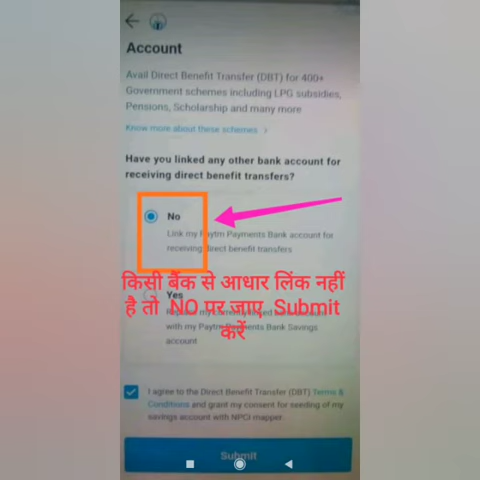 Account
Avail Direct Benefit Transfer (DBT) for 400+
Government schemes including LPG subsidies,
Pensions, Scholarship and many more
Know more about these schemes >
Have you linked any other bank account for
receiving direct benefit transfers?
No
Link my Paytm Payments Bank account for
receiving direct benefit transfers
किसी बैंक से आधार लिंक नहीं
है तो NO पर जाए Submit
करें
Yes
with my Paytm Payments Bank Savings
account
I agree to the Direct Benefit Transfer (DBT) Terms &
Conditions and grant my consent for seeding of my
savings account with NPCI mapper.
Submit